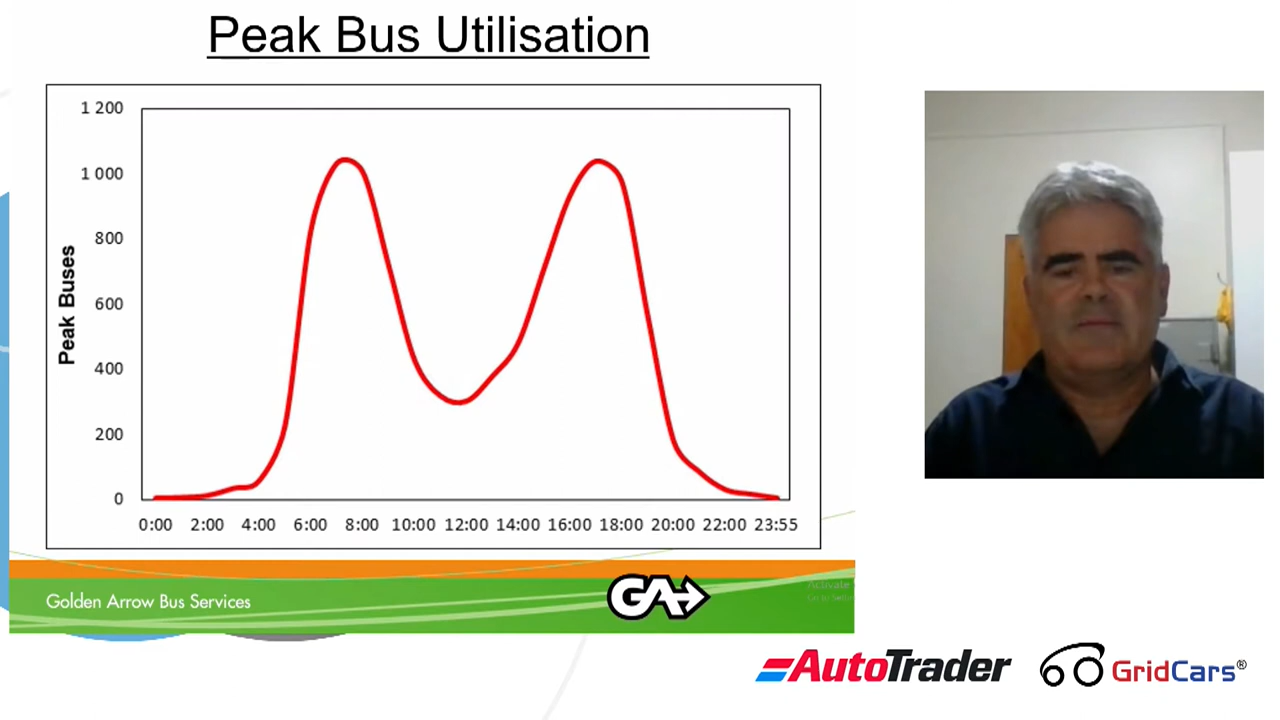 Peak Bus Utilisation
Peak Buses
1 200
1 000
800
600
400
200
0
0:00 2:00 4:00 6:00 8:00 10:00 12:00 14:00 16:00 18:00 20:00 22:00 23:55
Golden Arrow Bus Services
GA
Activate
AutoTrader
GridCars®